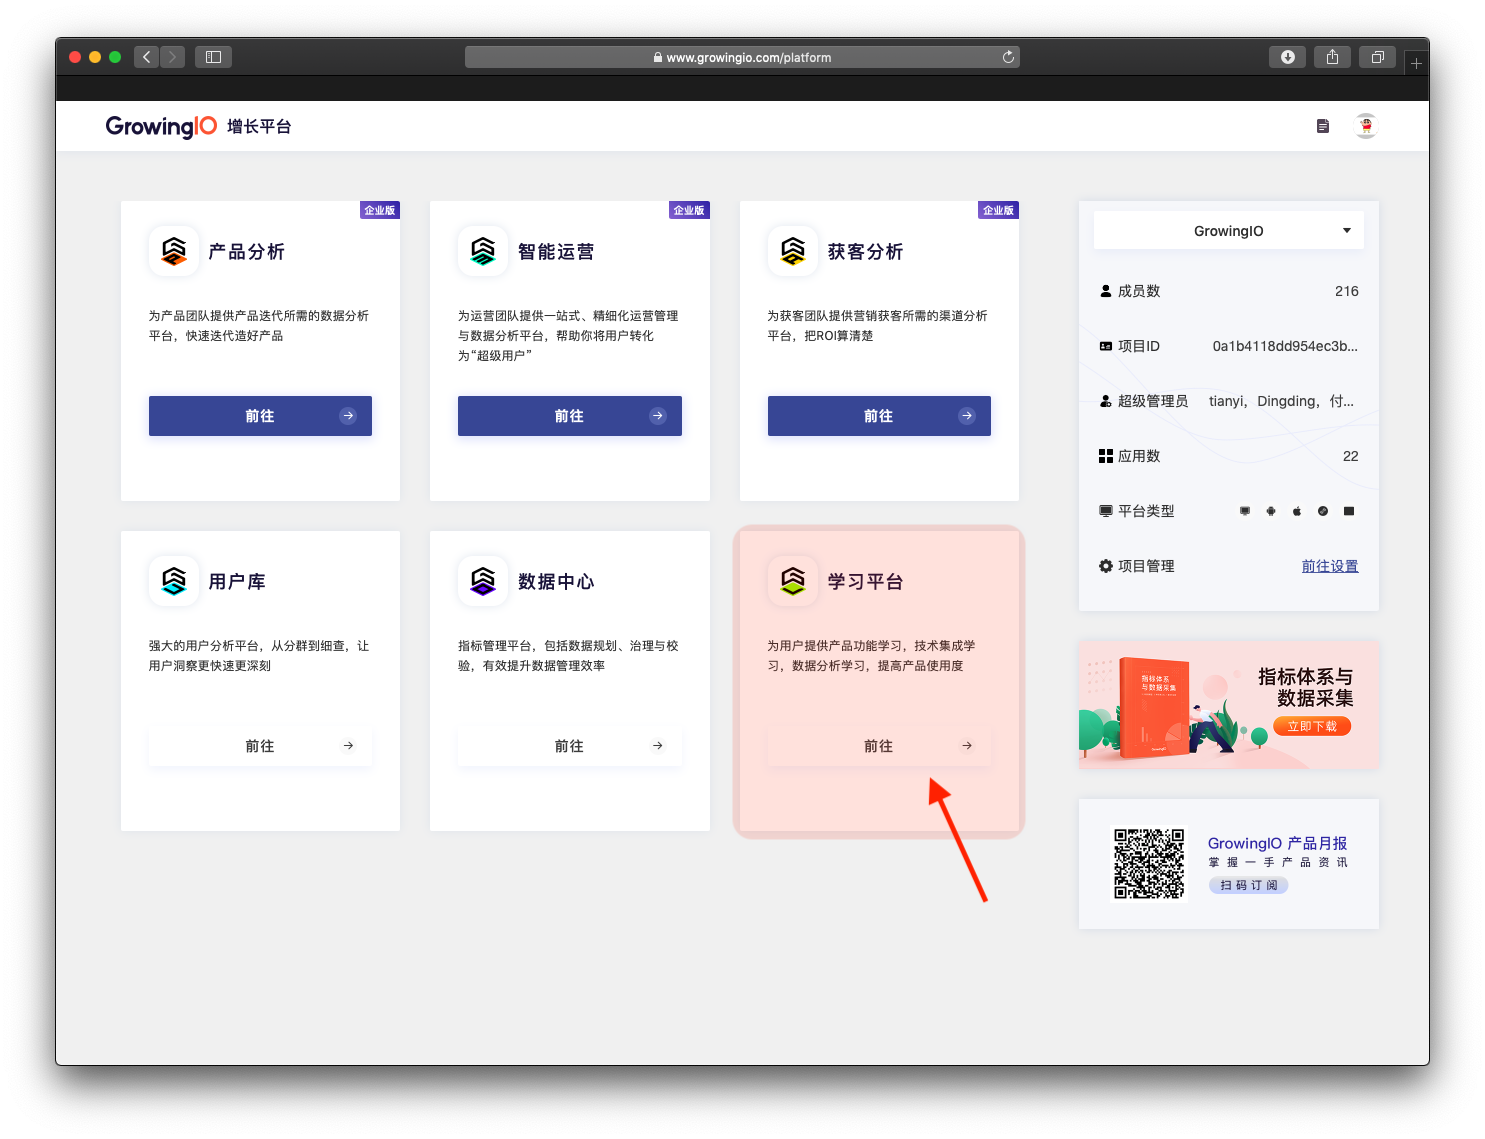 www.growingio.com/platform
GrowingIO 增长平台
企业版
产品分析
为产品团队提供产品迭代所需的数据分析
平台，快速迭代造好产品
前往
企业版
智能运营
为运营团队提供一站式、精细化运营管理
与数据分析平台，帮助你将用户转化
为“超级用户”
前往
企业版
获客分析
为获客团队提供营销获客所需的渠道分析
平台，把ROI算清楚
前往
用户库
强大的用户分析平台，从分群到细查，让
用户洞察更快速更深刻
前往
数据中心
指标管理平台，包括数据规划、治理与校
验，有效提升数据管理效率
前往
学习平台
为用户提供产品功能学习，技术集成学
习，数据分析学习，提高产品使用度
前往
GrowingIO
成员数 216
项目ID 0a1b4118dd954ec3b...
超级管理员 tianyi，Dingding，付...
应用数 22
平台类型
项目管理 前往设置
指标体系
与数据采集
GrowingIO
指标体系与
数据采集
立即下载
GrowingIO 产品月报
掌握一手产品资讯
扫码订阅